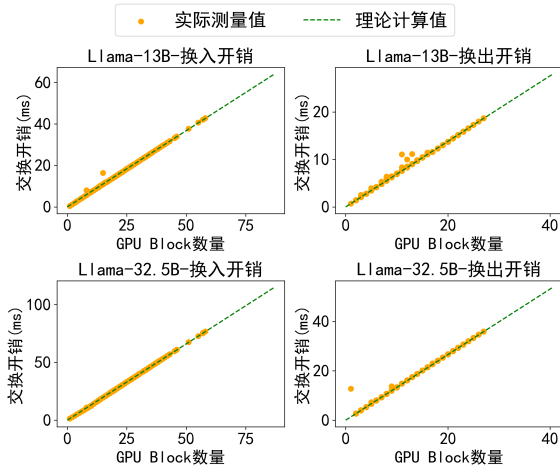 实际测量值 理论计算值
Llama-13B-换入开销 Llama-13B-换出开销
交换开销(ms)
60
40
20
0
0 25 50 75
GPU Block数量
交换开销(ms)
20
10
0
0 20 40
GPU Block数量
Llama-32.5B-换入开销 Llama-32.5B-换出开销
交换开销(ms)
100
50
0
0 25 50 75
GPU Block数量
交换开销(ms)
40
20
0
0 20 40
GPU Block数量